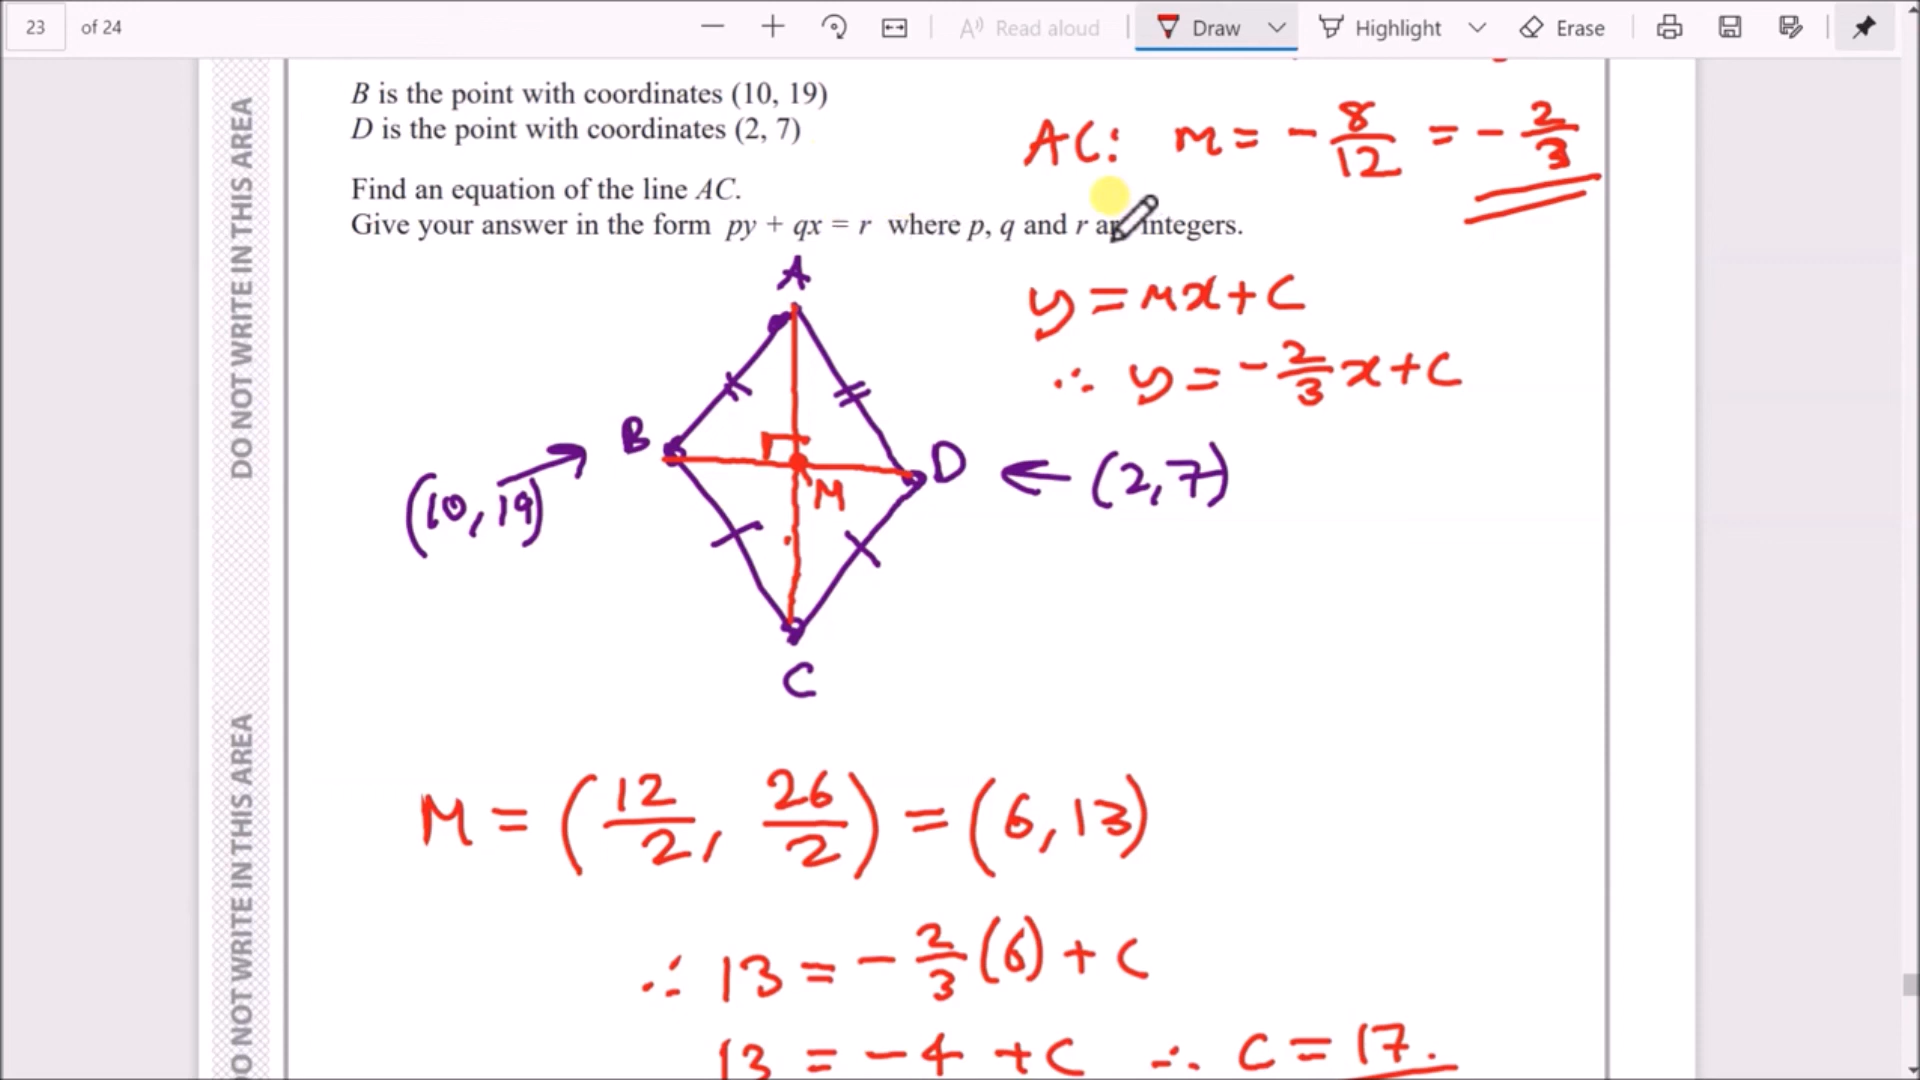 23 of 24 Read aloud Draw Highlight Erase
DO NOT WRITE IN THIS AREA
DO NOT WRITE IN THIS AREA
B is the point with coordinates (10, 19)
D is the point with coordinates (2, 7)
Find an equation of the line AC.
Give your answer in the form py + qx = r where p, q and r integers.
AC: m = -8/12 = -2/3
y = mx + c
∴ y = -2/3 x + c
A
B
D
(10, 19)
M
(2, 7)
C
M = (12/2, 26/2) = (6, 13)
∴ 13 = -2/3 (6) + c
13 = -4 + c ∴ c = 17.